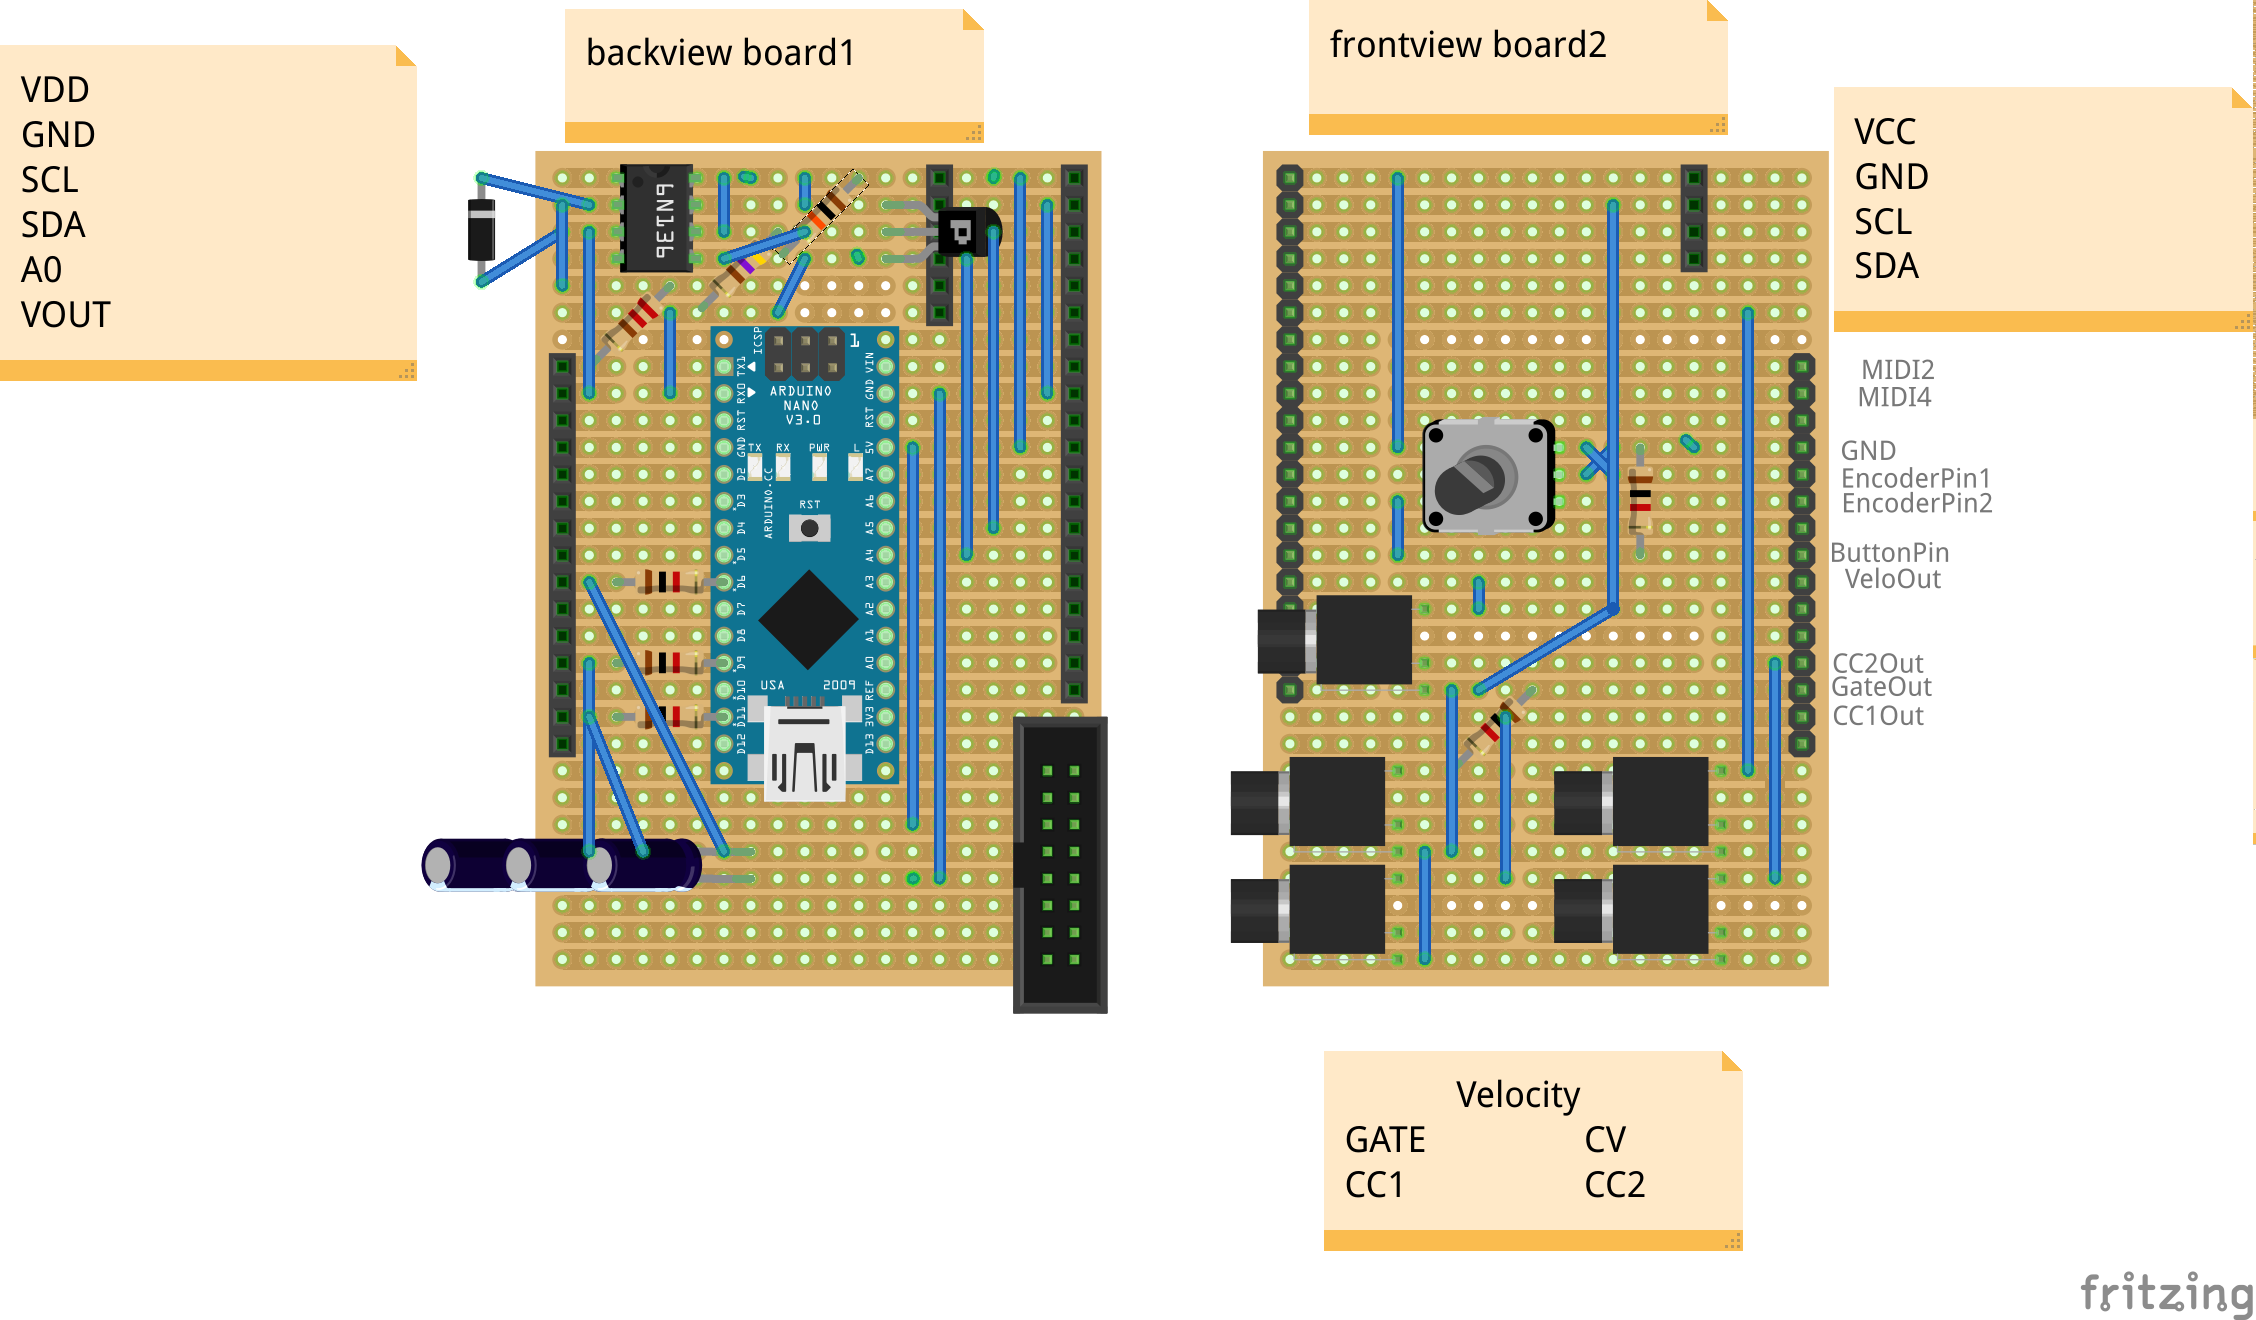 backview board1
frontview board2
VDD
GND
SCL
SDA
A0
VOUT
VCC
GND
SCL
SDA
6N136
P
ICSP
1
ARDUINO
NANO
V3.0
TX RX PWR L
RST
ARDUINO.CC
USA 2009
TX1
RX0
RST
GND
D2
D3
D4
D5
D6
D7
D8
D9
D10
D11
D12
VIN
GND
RST
5V
A7
A6
A5
A4
A3
A2
A1
A0
REF
3V3
D13
MIDI2
MIDI4
GND
EncoderPin1
EncoderPin2
ButtonPin
VeloOut
CC2Out
GateOut
CC1Out
Velocity
GATE CV
CC1 CC2
fritzing